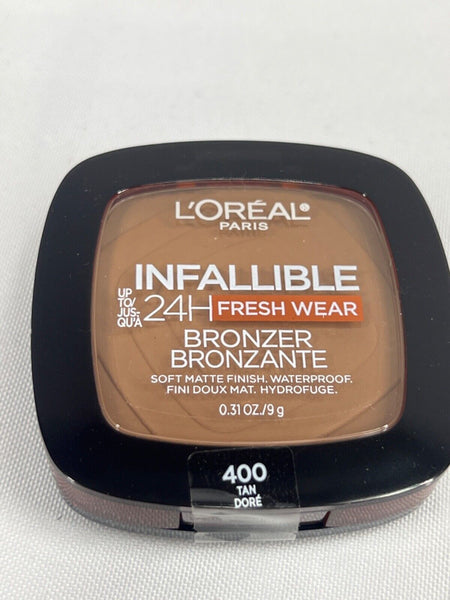 L'ORÉAL®
PARIS
INFALLIBLE
UP TO/
JUS-
QU'À
24H FRESH WEAR
BRONZER
BRONZANTE
SOFT MATTE FINISH. WATERPROOF.
FINI DOUX MAT. HYDROFUGE.
0.31 OZ./9 g
400
TAN
DORÉ